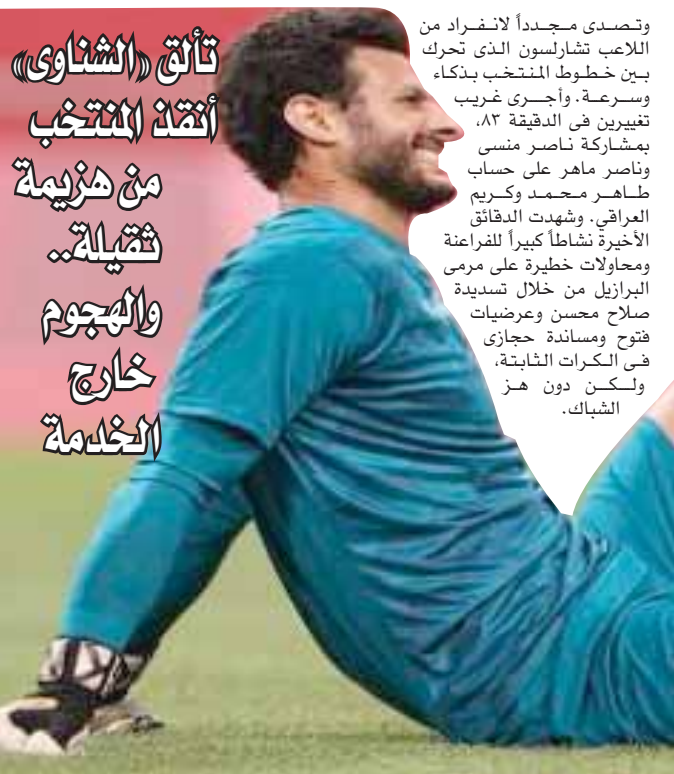 تألق «الشناوى»
أنقذ المنتخب
من هزيمة
ثقيلة..
والهجوم
خارج
الخدمة
وتصدى مجدداً لانفراد من
اللاعب تشارلسون الذى تحرك
بين خطوط المنتخب بذكاء
وسرعة. وأجرى غريب
تغييرين فى الدقيقة ٨٣،
بمشاركة ناصر منسى
وناصر ماهر على حساب
طاهر محمد وكريم
العراقي. وشهدت الدقائق
الأخيرة نشاطاً كبيراً للفراعنة
ومحاولات خطيرة على مرمى
البرازيل من خلال تسديدة
صلاح محسن وعرضيات
فتوح ومساندة حجازى
فى الكرات الثابتة،
ولكن دون هز
الشباك.